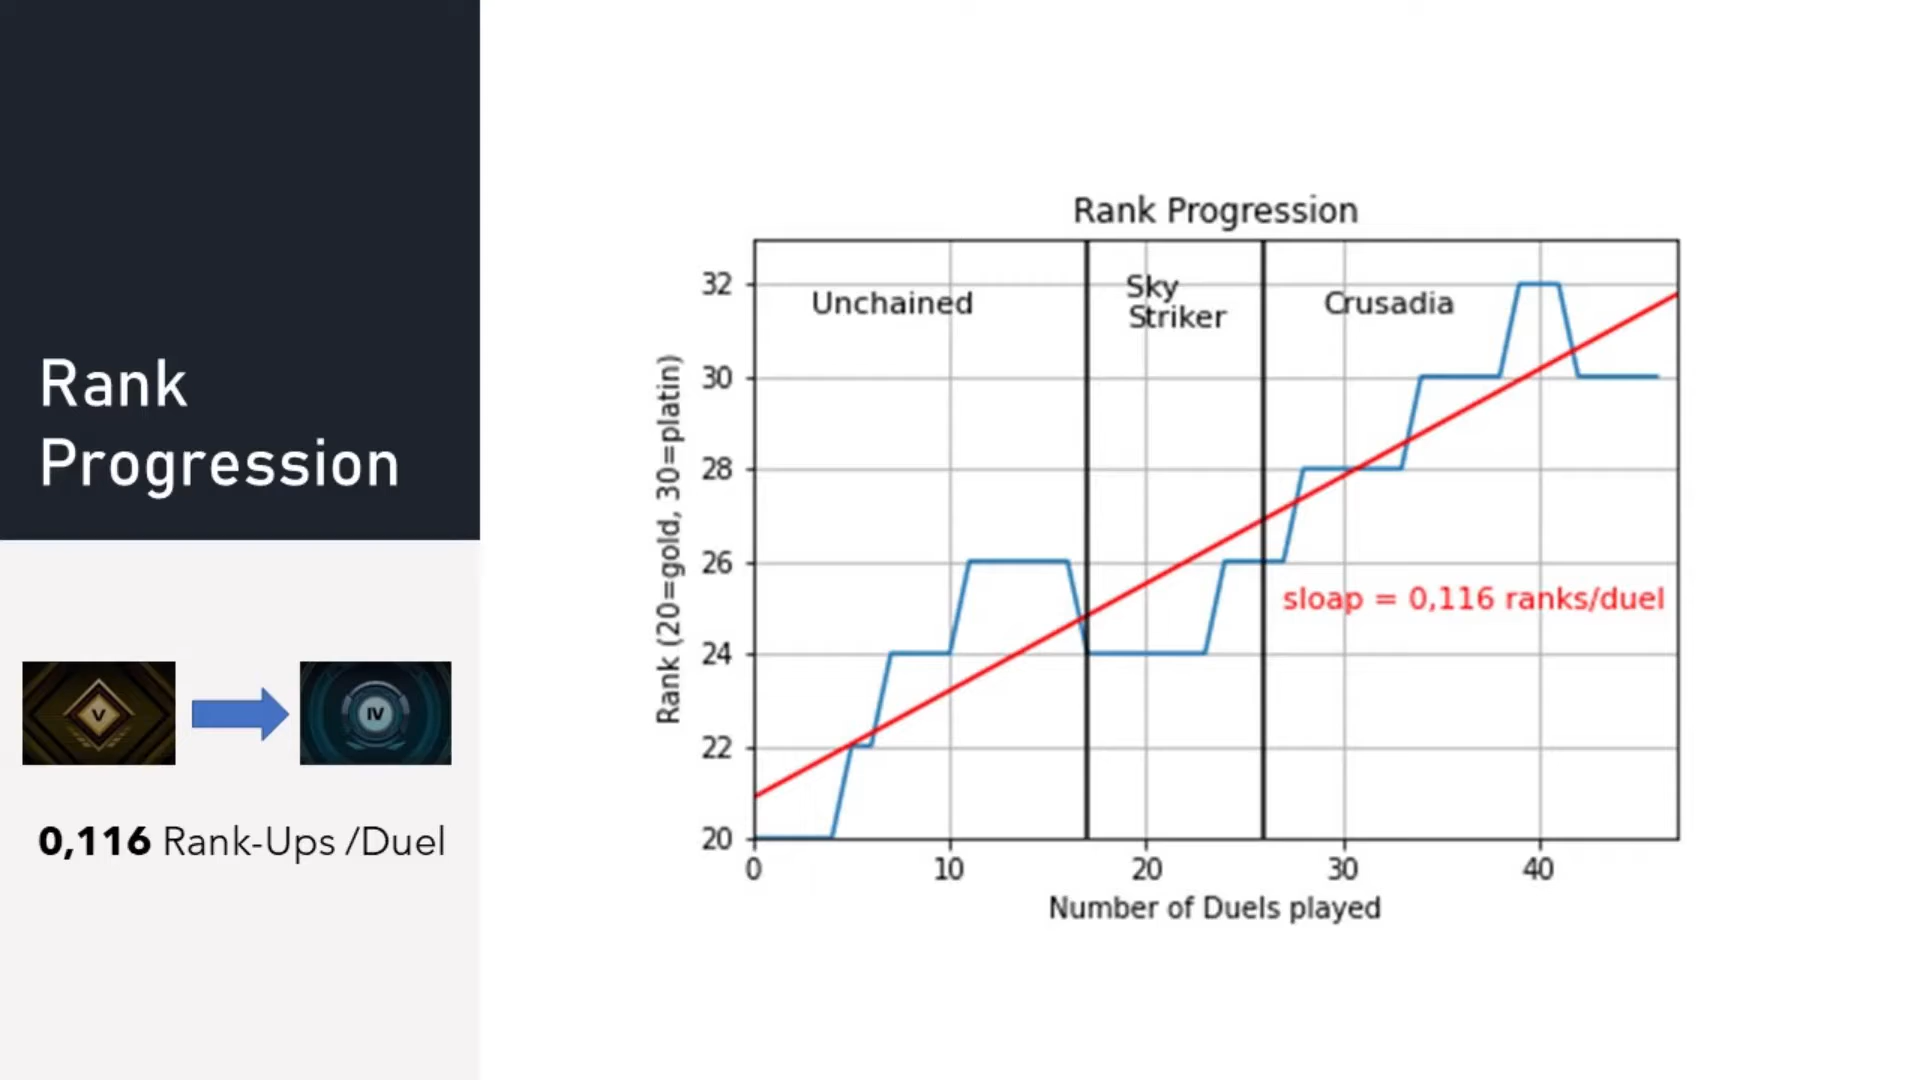 Rank
Progression
V
IV
0,116 Rank-Ups /Duel
Rank Progression
Unchained
Sky
Striker
Crusadia
sloap = 0,116 ranks/duel
Rank (20=gold, 30=platin)
32
30
28
26
24
22
20
0
10
20
30
40
Number of Duels played